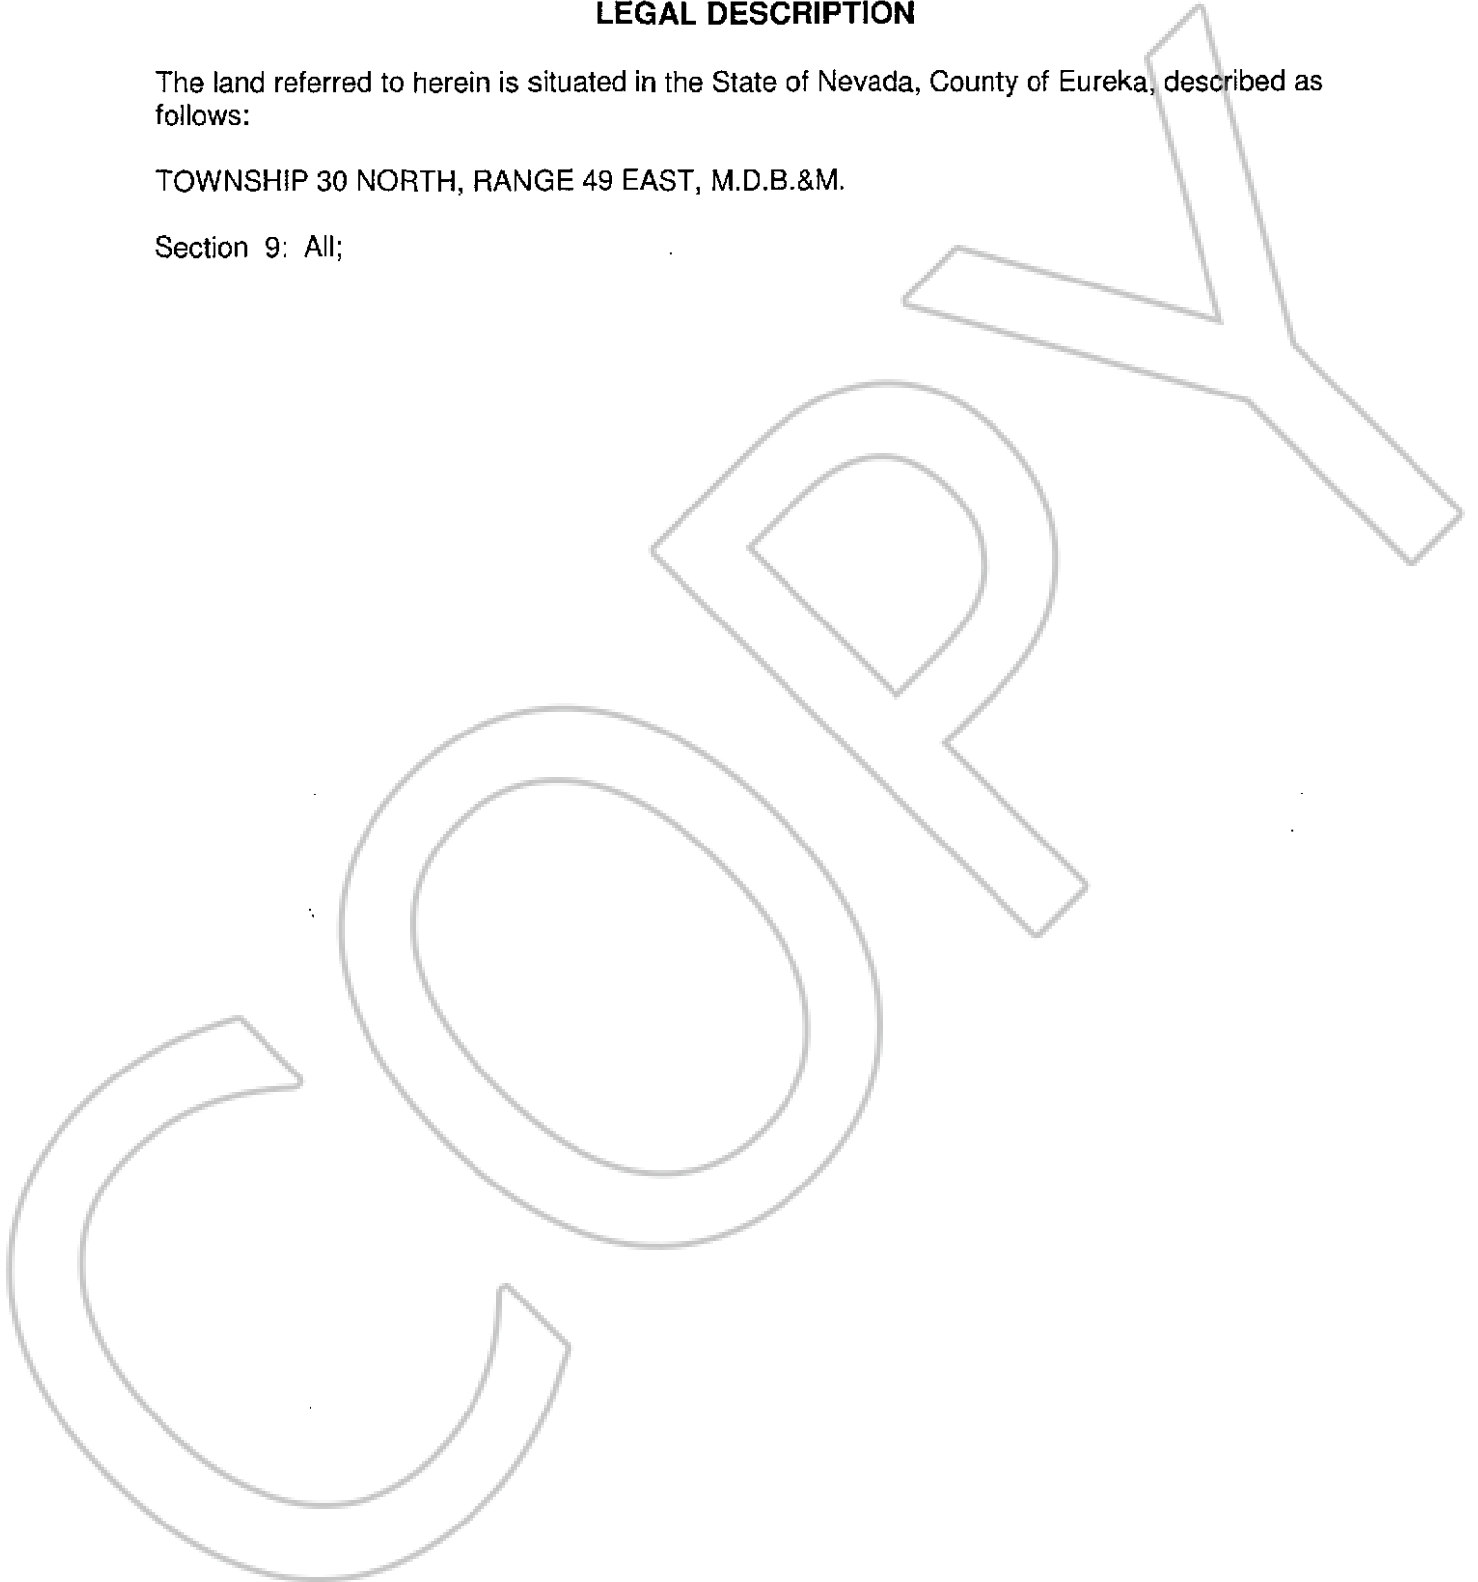 LEGAL DESCRIPTION
The land referred to herein is situated in the State of Nevada, County of Eureka, described as
follows:
TOWNSHIP 30 NORTH, RANGE 49 EAST, M.D.B.&M.
Section 9: All;
COPY